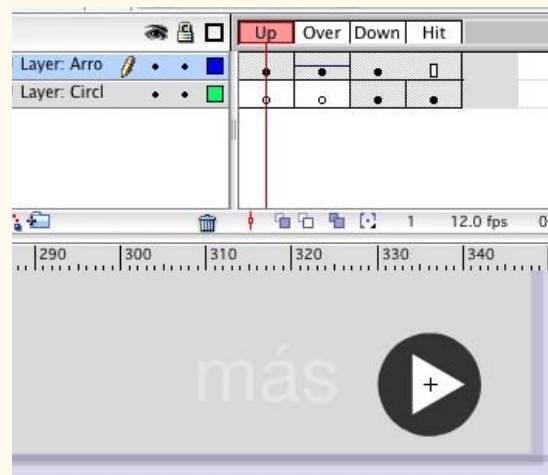 Up Over Down Hit
Layer: Arro
Layer: Circl
1 12.0 fps 0
290 300 310 320 330 340
más